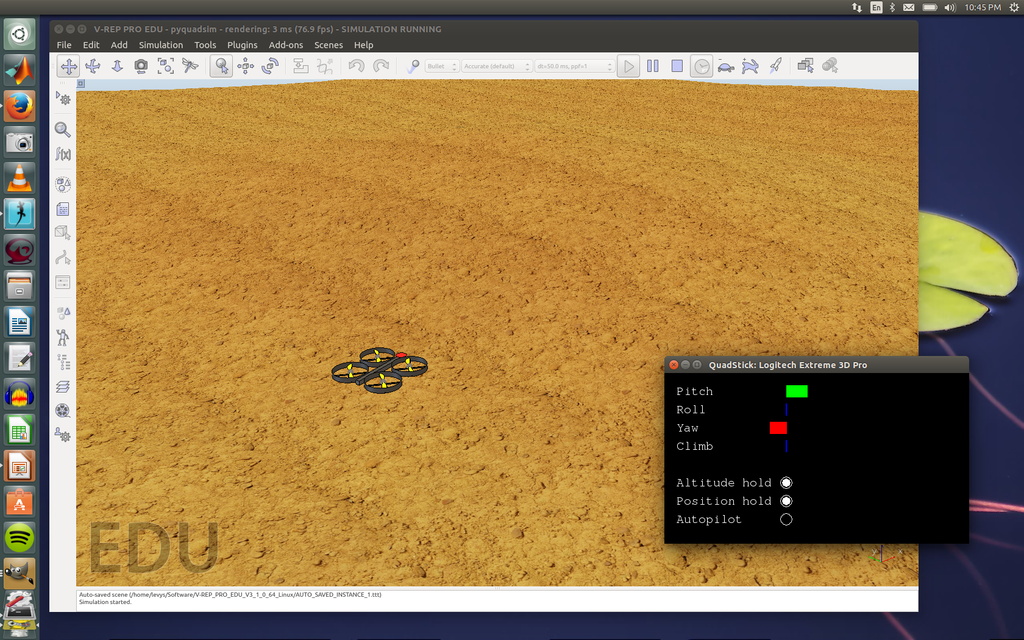 En
10:45 PM
V-REP PRO EDU - pyquadsim - rendering: 3 ms (76.9 fps) - SIMULATION RUNNING
File Edit Add Simulation Tools Plugins Add-ons Scenes Help
Bullet Accurate (default) dt=50.0 ms, ppf=1
f(x)
QuadStick: Logitech Extreme 3D Pro
Pitch
Roll
Yaw
Climb
Altitude hold
Position hold
Autopilot
EDU
Auto-saved scene (/home/levys/Software/V-REP_PRO_EDU_V3_1_0_64_Linux/AUTO_SAVED_INSTANCE_1.ttt)
Simulation started.